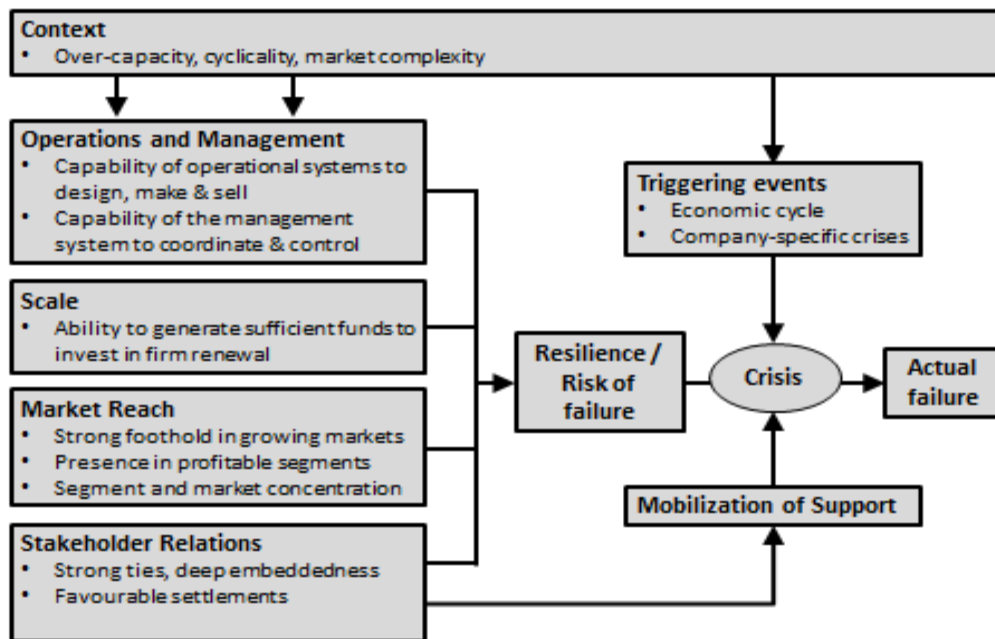 Context
• Over-capacity, cyclicality, market complexity
Operations and Management
• Capability of operational systems to
design, make & sell
• Capability of the management
system to coordinate & control
Triggering events
• Economic cycle
• Company-specific crises
Scale
• Ability to generate sufficient funds to
invest in firm renewal
Resilience /
Risk of
failure
Crisis
Actual
failure
Market Reach
• Strong foothold in growing markets
• Presence in profitable segments
• Segment and market concentration
Mobilization of Support
Stakeholder Relations
• Strong ties, deep embeddedness
• Favourable settlements